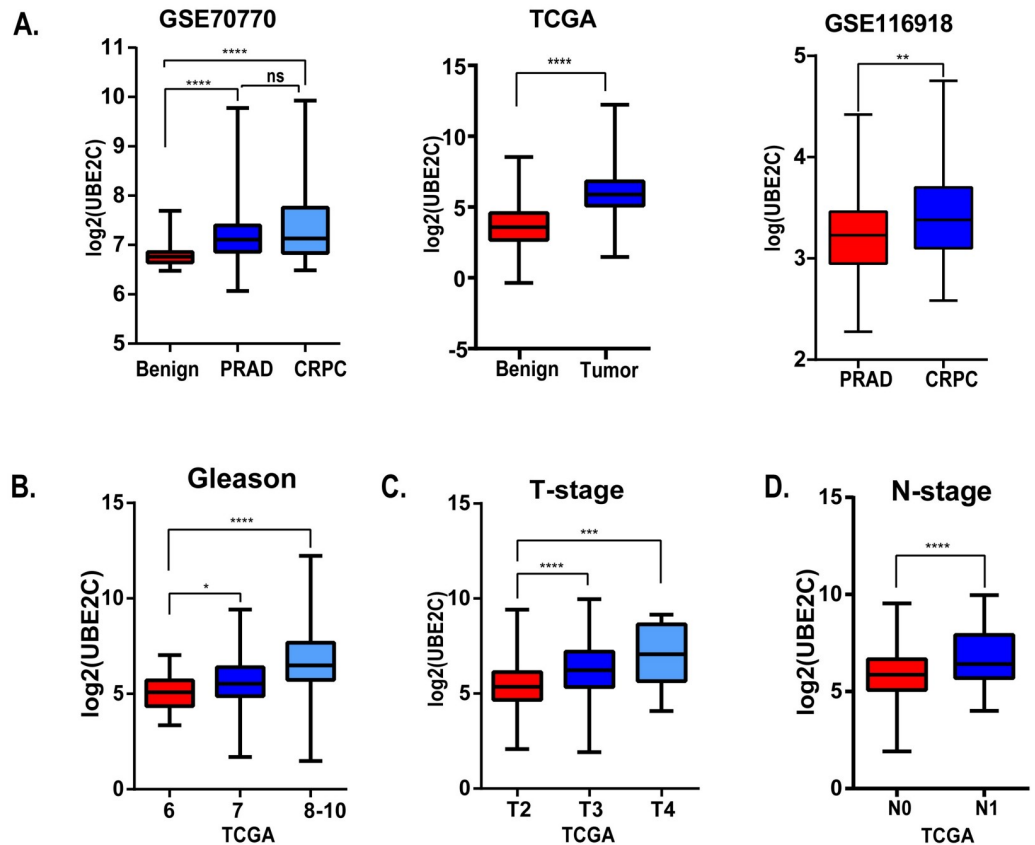 A.
GSE70770
log2(UBE2C)
11
10
9
8
7
6
5
****
****
ns
Benign PRAD CRPC
TCGA
log2(UBE2C)
15
10
5
0
-5
****
Benign Tumor
GSE116918
log(UBE2C)
5
4
3
2
**
PRAD CRPC
B.
Gleason
log2(UBE2C)
15
10
5
0
****
*
6 7 8-10
TCGA
C.
T-stage
log2(UBE2C)
15
10
5
0
***
****
T2 T3 T4
TCGA
D.
N-stage
log2(UBE2C)
15
10
5
0
****
N0 N1
TCGA